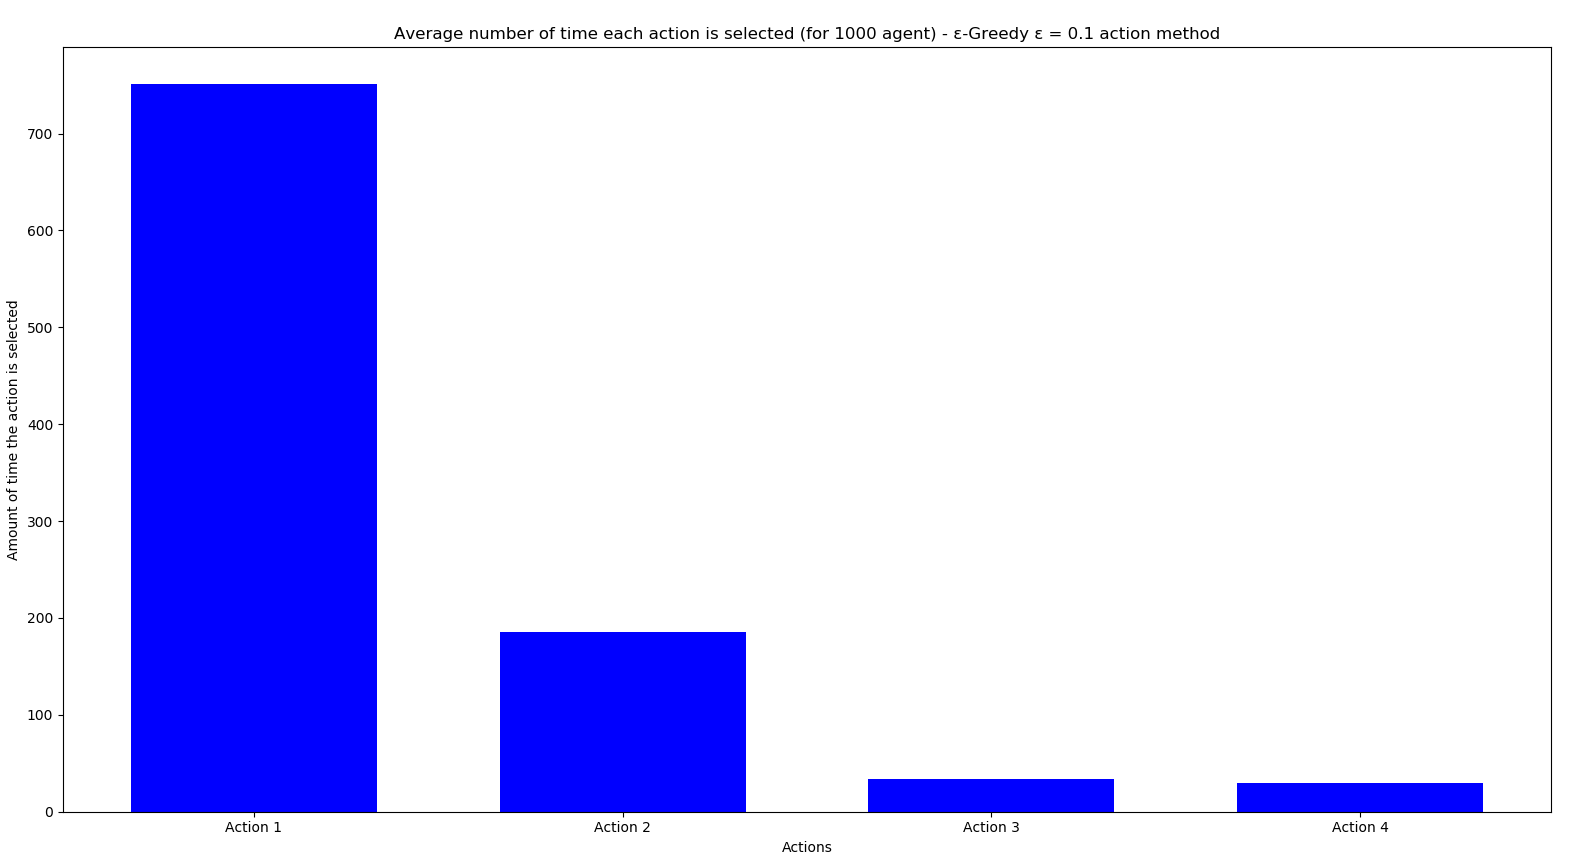 Average number of time each action is selected (for 1000 agent) - ε-Greedy ε = 0.1 action method
Amount of time the action is selected
700
600
500
400
300
200
100
0
Action 1
Action 2
Action 3
Action 4
Actions